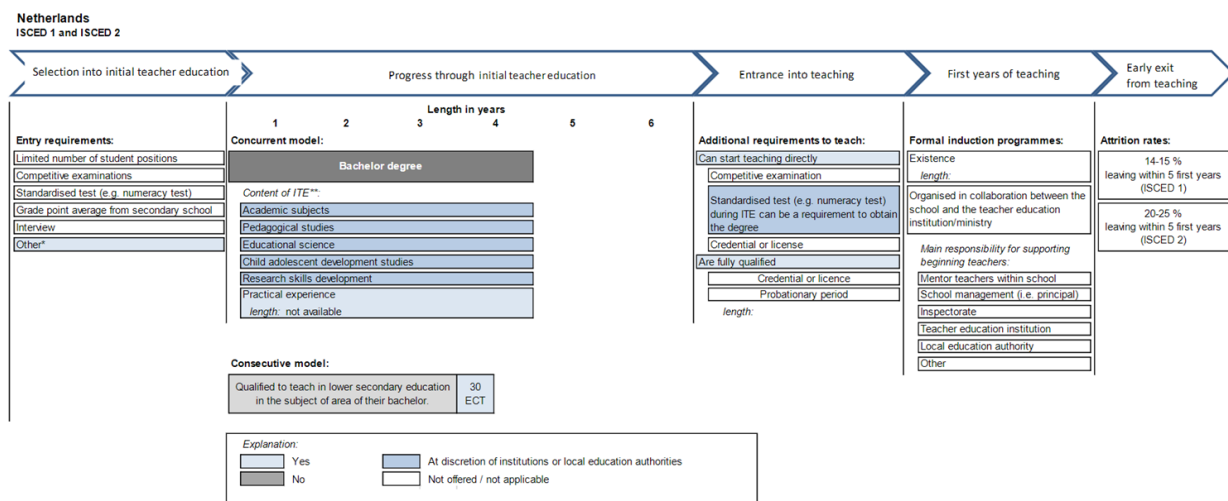 Netherlands
ISCED 1 and ISCED 2
Selection into initial teacher education
Progress through initial teacher education
Entrance into teaching
First years of teaching
Early exit
from teaching
Length in years
1 2 3 4 5 6
Entry requirements:
Limited number of student positions
Competitive examinations
Standardised test (e.g. numeracy test)
Grade point average from secondary school
Interview
Other*
Concurrent model:
Bachelor degree
Content of ITE**:
Academic subjects
Pedagogical studies
Educational science
Child adolescent development studies
Research skills development
Practical experience
length: not available
Consecutive model:
Qualified to teach in lower secondary education
in the subject of area of their bachelor.
30
ECT
Additional requirements to teach:
Can start teaching directly
Competitive examination
Standardised test (e.g. numeracy test)
during ITE can be a requirement to obtain
the degree
Credential or license
Are fully qualified
Credential or licence
Probationary period
length:
Formal induction programmes:
Existence
length:
Organised in collaboration between the
school and the teacher education
institution/ministry
Main responsibility for supporting
beginning teachers:
Mentor teachers within school
School management (i.e. principal)
Inspectorate
Teacher education institution
Local education authority
Other
Attrition rates:
14-15 %
leaving within 5 first years
(ISCED 1)
20-25 %
leaving within 5 first years
(ISCED 2)
Explanation:
Yes
At discretion of institutions or local education authorities
No
Not offered / not applicable